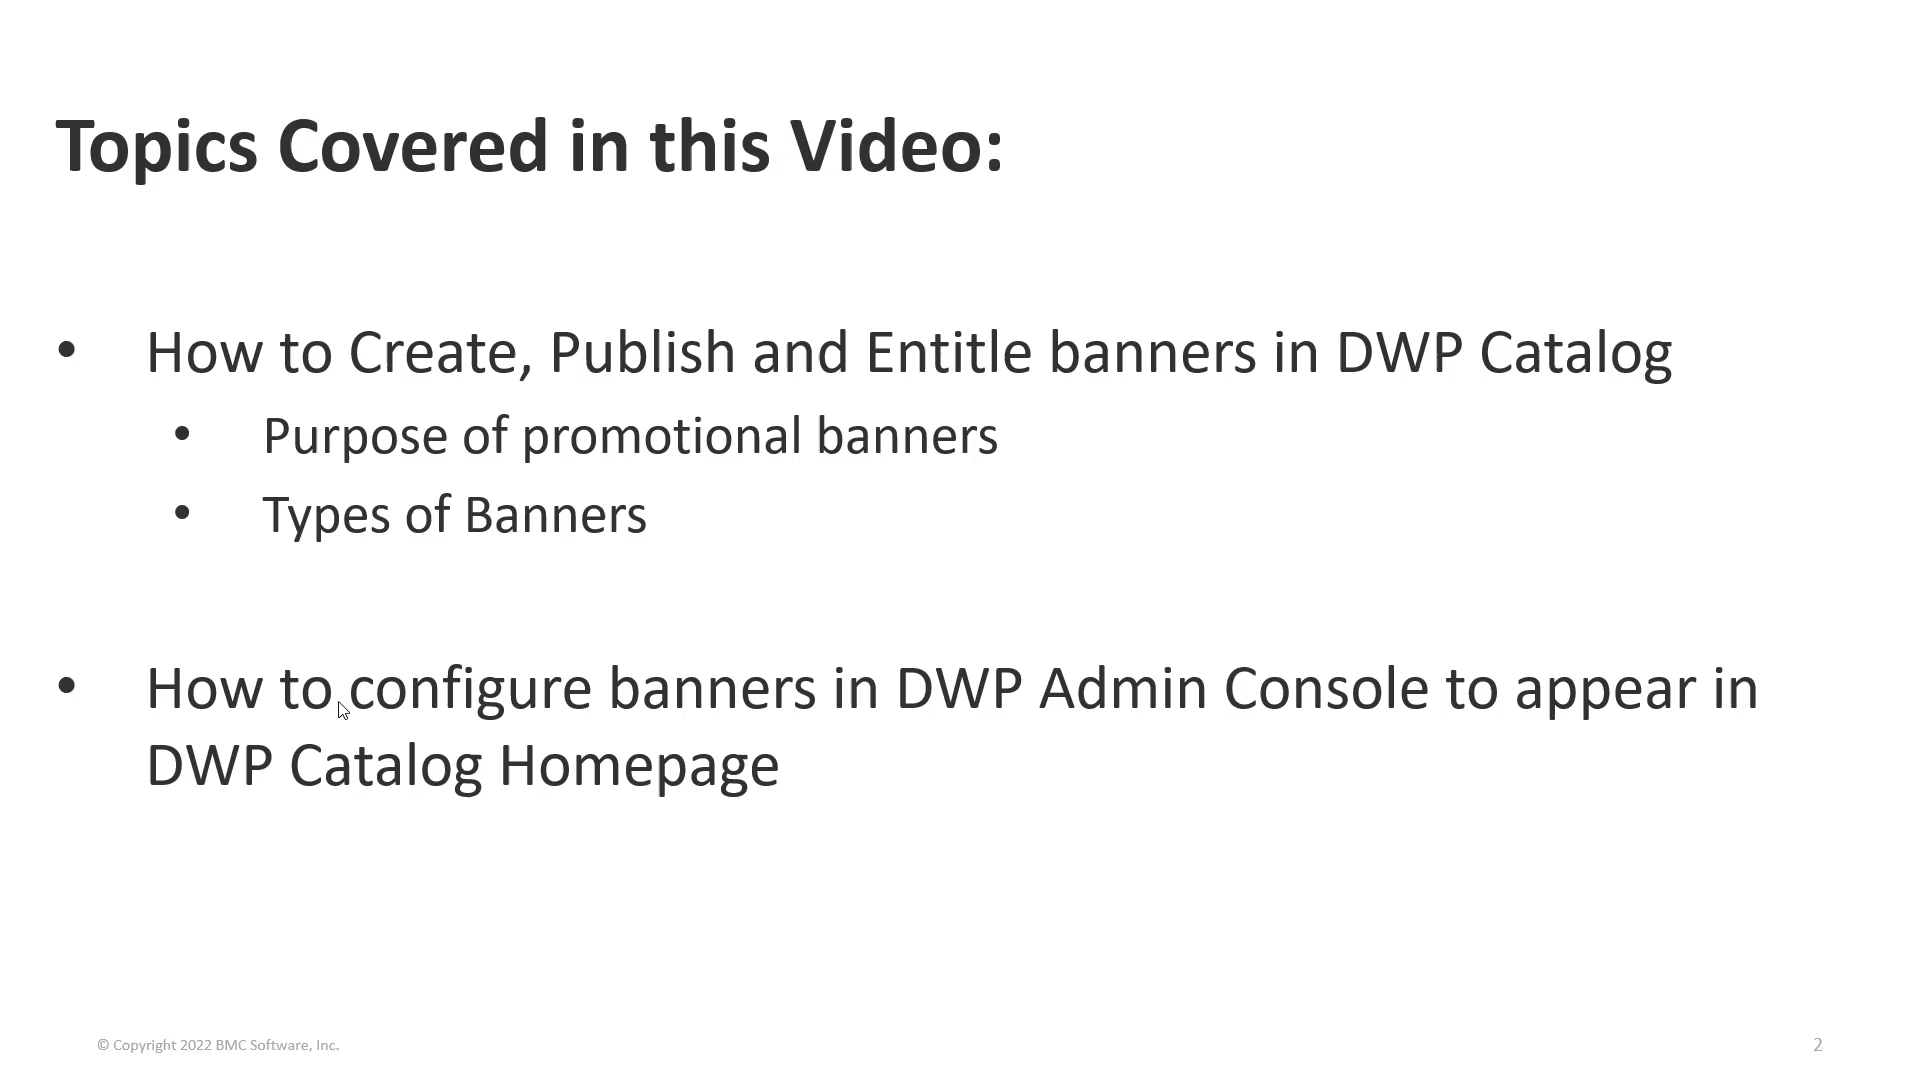 Topics Covered in this Video:
• How to Create, Publish and Entitle banners in DWP Catalog
• Purpose of promotional banners
• Types of Banners
• How to configure banners in DWP Admin Console to appear in
DWP Catalog Homepage
© Copyright 2022 BMC Software, Inc.
2